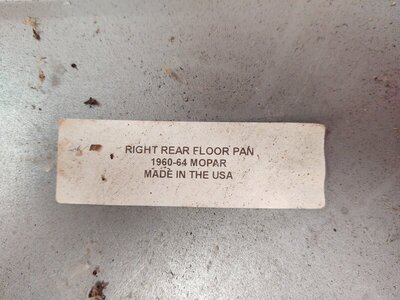 RIGHT REAR FLOOR PAN
1960-64 MOPAR
MADE IN THE USA